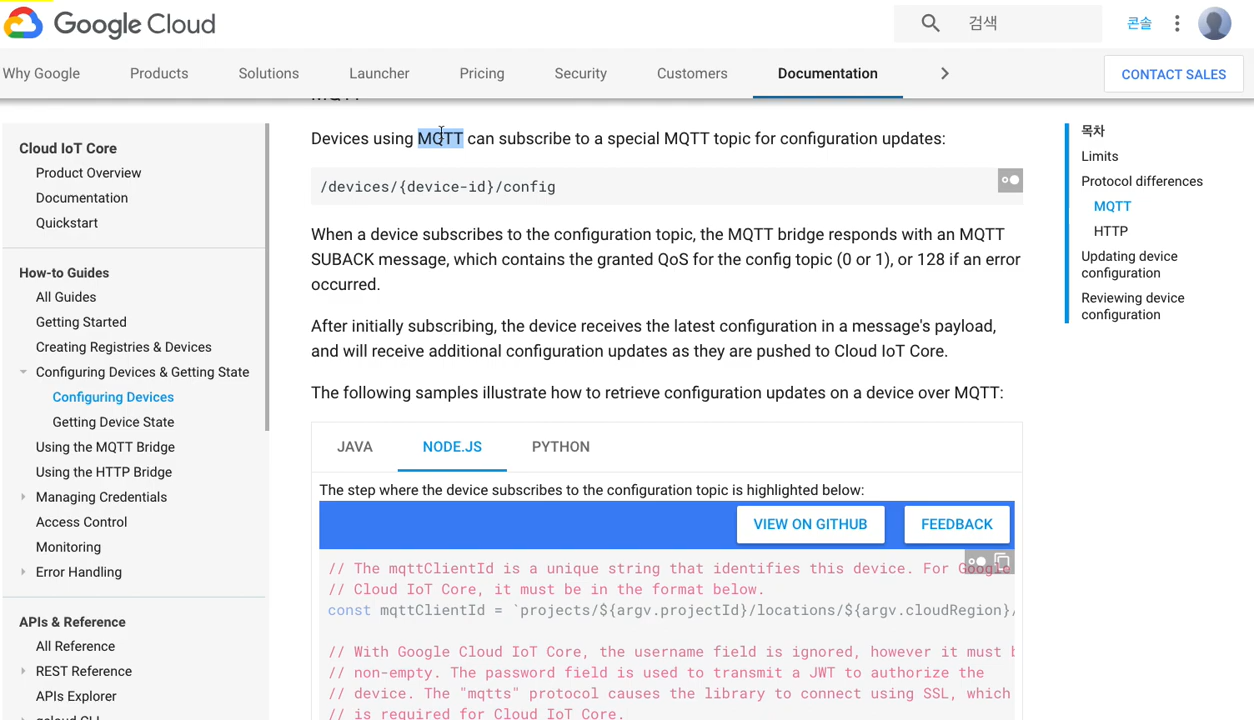 Google Cloud
검색
콘솔
Why Google
Products
Solutions
Launcher
Pricing
Security
Customers
Documentation
CONTACT SALES
Cloud IoT Core
Product Overview
Documentation
Quickstart
How-to Guides
All Guides
Getting Started
Creating Registries & Devices
Configuring Devices & Getting State
Configuring Devices
Getting Device State
Using the MQTT Bridge
Using the HTTP Bridge
Managing Credentials
Access Control
Monitoring
Error Handling
APIs & Reference
All Reference
REST Reference
APIs Explorer
gcloud CLI
MQTT
Devices using MQTT can subscribe to a special MQTT topic for configuration updates:
/devices/{device-id}/config
When a device subscribes to the configuration topic, the MQTT bridge responds with an MQTT
SUBACK message, which contains the granted QoS for the config topic (0 or 1), or 128 if an error
occurred.
After initially subscribing, the device receives the latest configuration in a message's payload,
and will receive additional configuration updates as they are pushed to Cloud IoT Core.
The following samples illustrate how to retrieve configuration updates on a device over MQTT:
JAVA
NODE.JS
PYTHON
The step where the device subscribes to the configuration topic is highlighted below:
VIEW ON GITHUB
FEEDBACK
// The mqttClientId is a unique string that identifies this device. For Google
// Cloud IoT Core, it must be in the format below.
const mqttClientId = `projects/${argv.projectId}/locations/${argv.cloudRegion}/
// With Google Cloud IoT Core, the username field is ignored, however it must b
// non-empty. The password field is used to transmit a JWT to authorize the
// device. The "mqtts" protocol causes the library to connect using SSL, which
// is required for Cloud IoT Core.
목차
Limits
Protocol differences
MQTT
HTTP
Updating device
configuration
Reviewing device
configuration